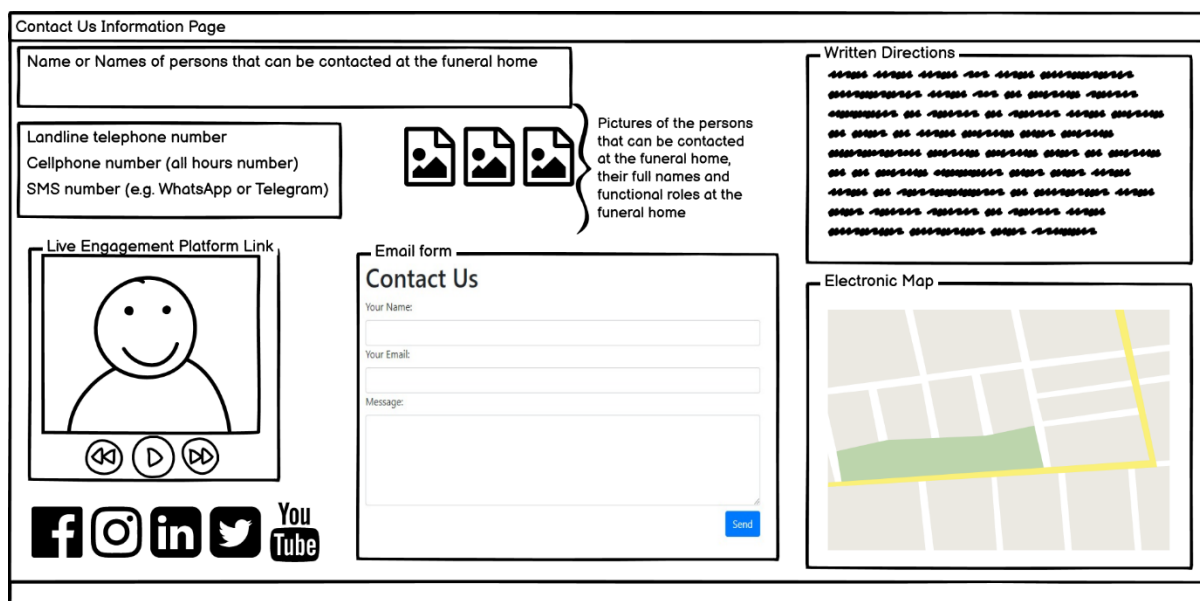 Contact Us Information Page
Name or Names of persons that can be contacted at the funeral home
Landline telephone number
Cellphone number (all hours number)
SMS number (e.g. WhatsApp or Telegram)
Pictures of the persons
that can be contacted
at the funeral home,
their full names and
functional roles at the
funeral home
Written Directions
Live Engagement Platform Link
Email form
Contact Us
Your Name:
Your Email:
Message:
Send
Electronic Map
f
in
You
Tube